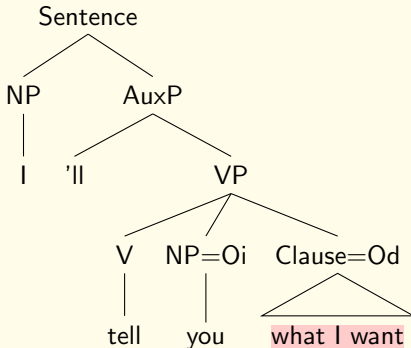 Sentence
NP AuxP
I 'll VP
V NP=Oi Clause=Od
tell you what I want